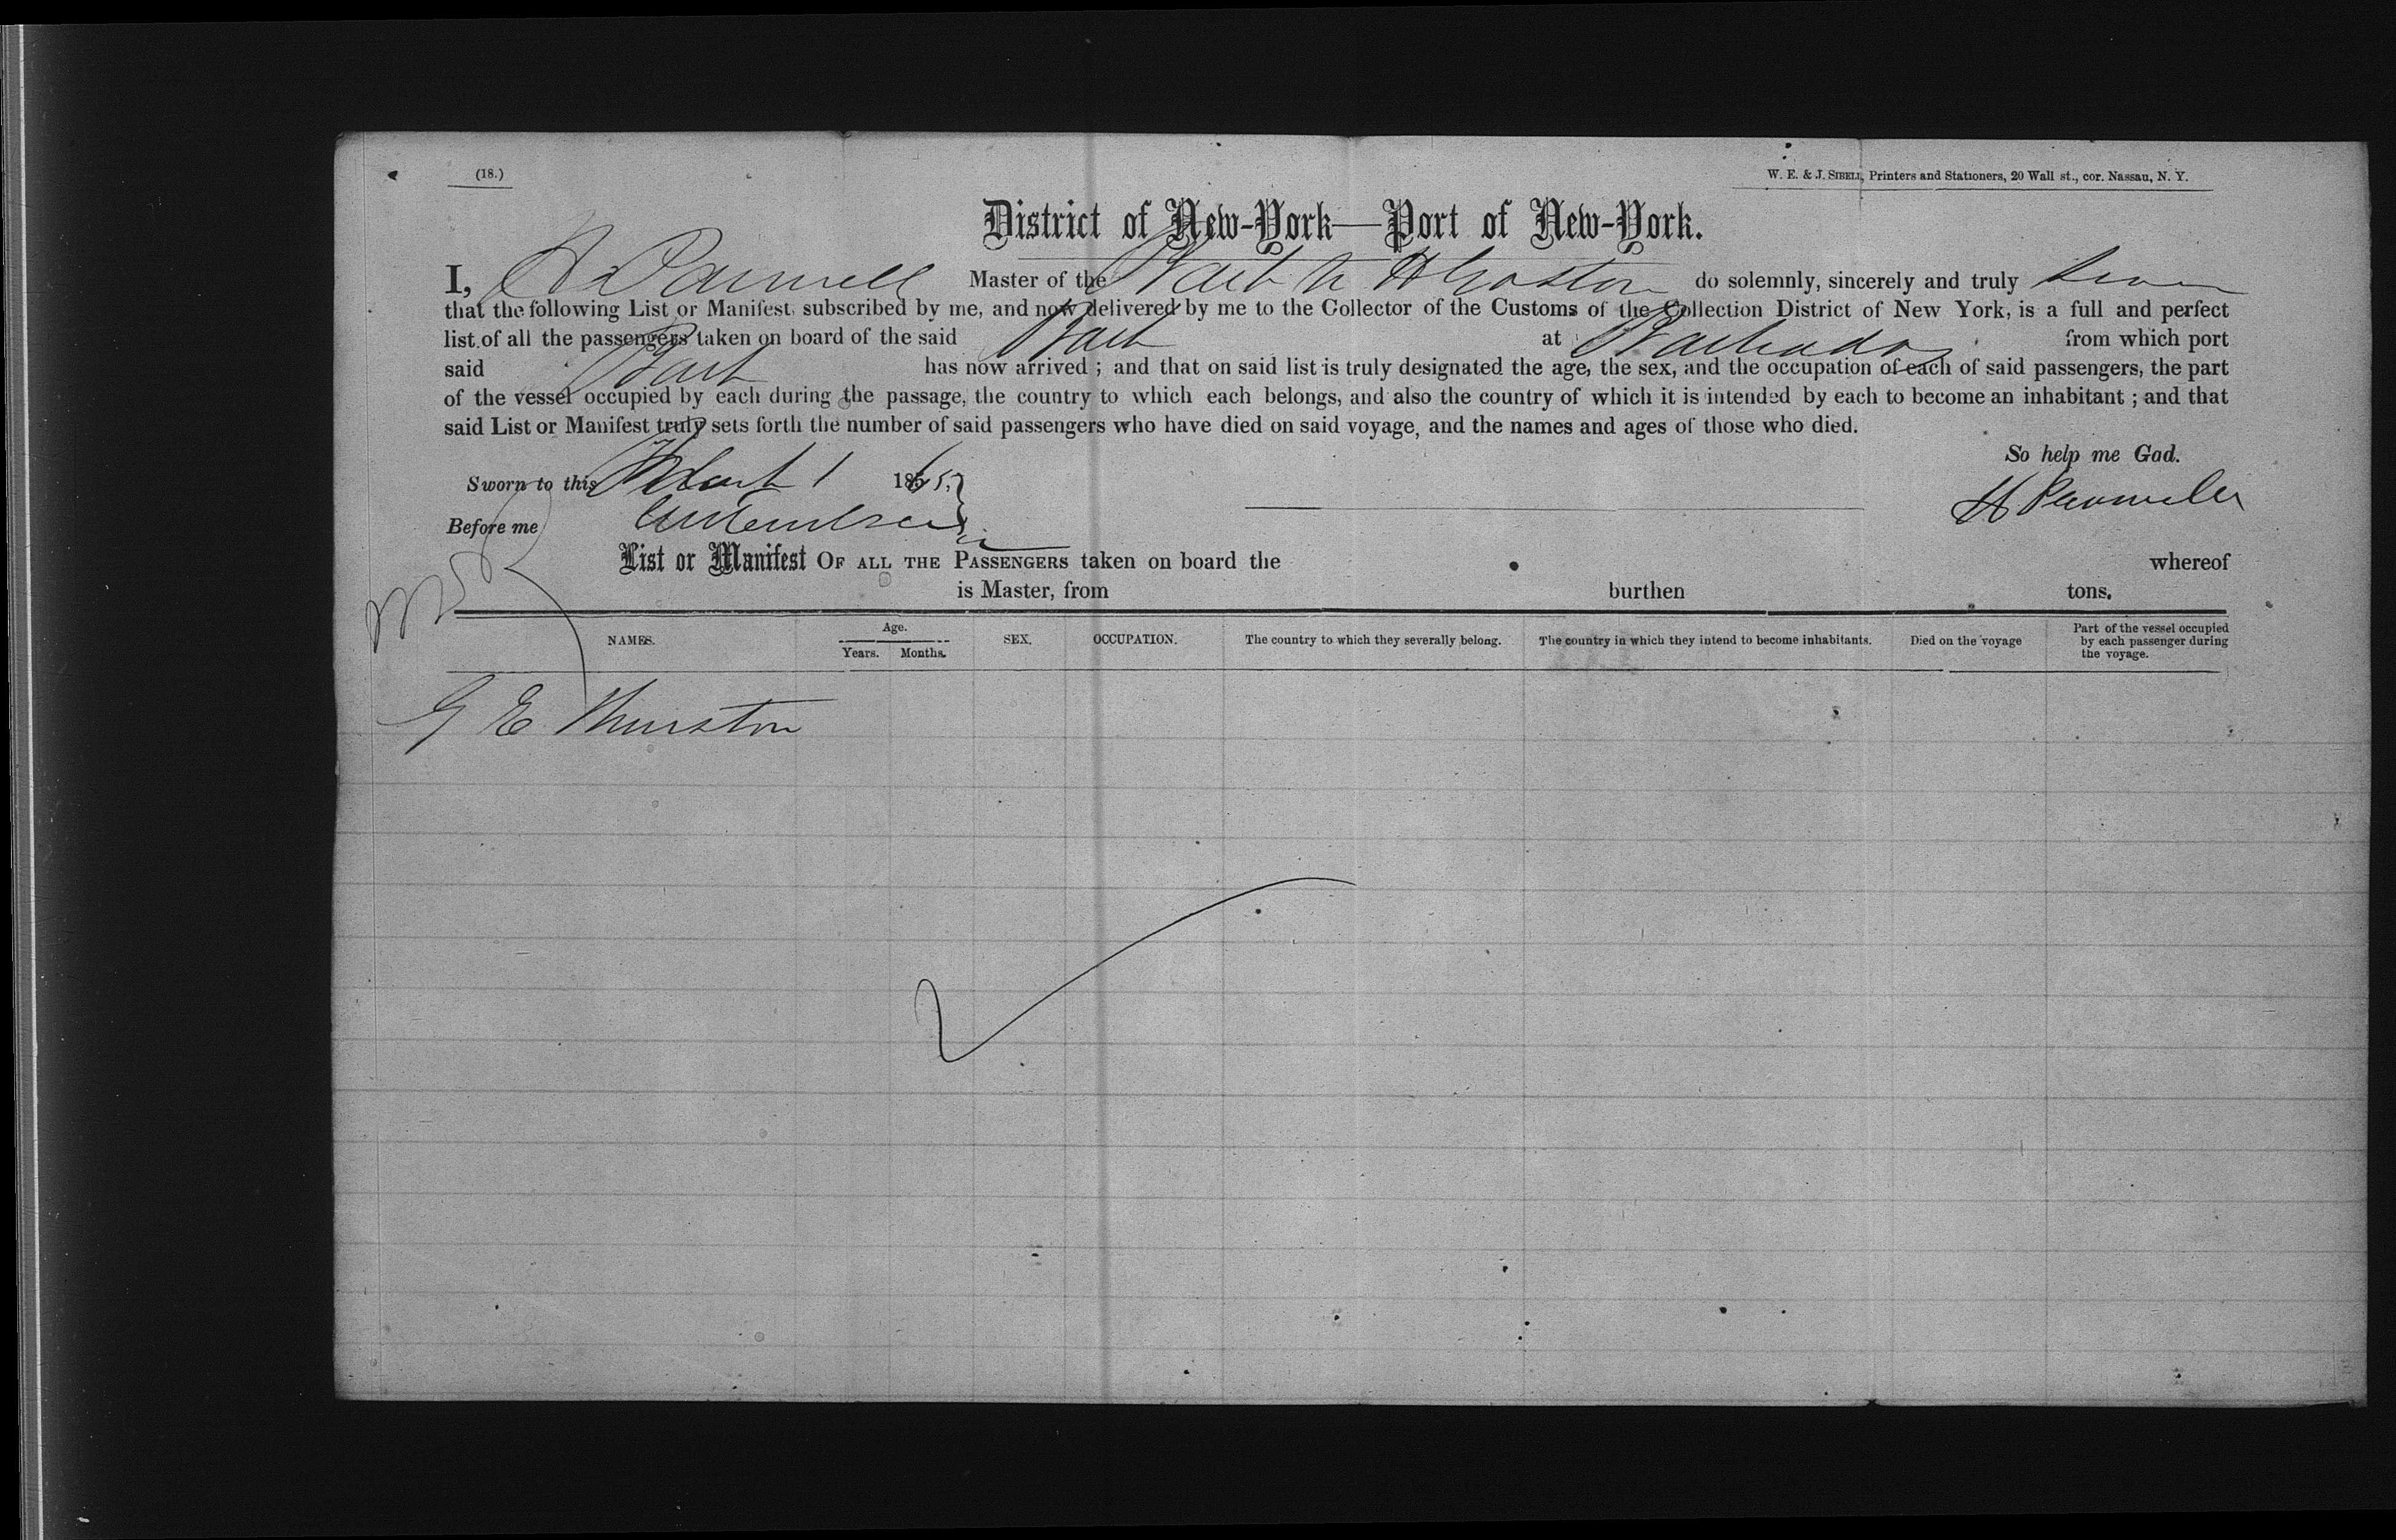 (18.)
W. E. & J. SIBELL, Printers and Stationers, 20 Wall st., cor. Nassau, N. Y.
District of New-York—Port of New-York.
I, Master of the Bark do solemnly, sincerely and truly swear
that the following List or Manifest, subscribed by me, and now delivered by me to the Collector of the Customs of the Collection District of New York, is a full and perfect
list of all the passengers taken on board of the said Bark at Barbados from which port
said Bark has now arrived ; and that on said list is truly designated the age, the sex, and the occupation of each of said passengers, the part
of the vessel occupied by each during the passage, the country to which each belongs, and also the country of which it is intended by each to become an inhabitant ; and that
said List or Manifest truly sets forth the number of said passengers who have died on said voyage, and the names and ages of those who died.
So help me God.
Sworn to this 1 1865.
Before me
List or Manifest OF ALL THE PASSENGERS taken on board the whereof
is Master, from burthen tons.
NAMES. Age. Years. Months. SEX. OCCUPATION. The country to which they severally belong. The country in which they intend to become inhabitants. Died on the voyage Part of the vessel occupied by each passenger during the voyage.
G E Thurston